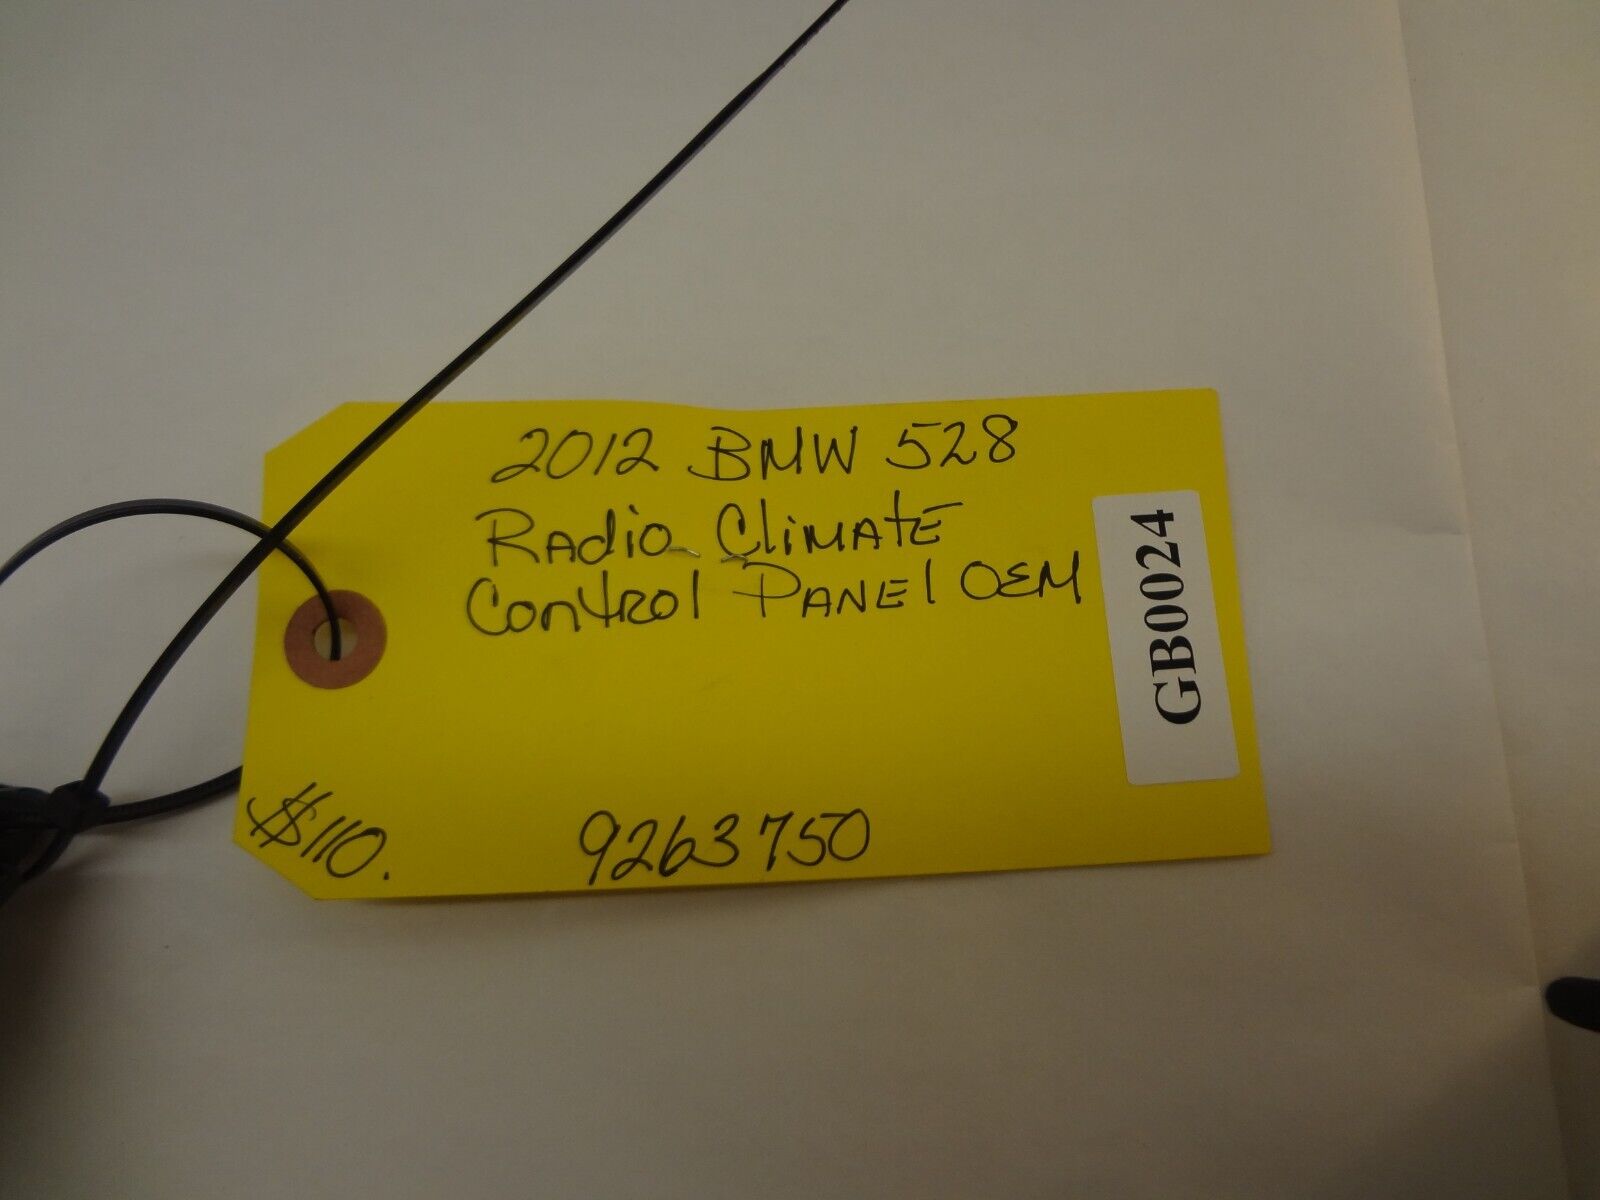 2012 BMW 528
Radio Climate
Control Panel OEM
GB0024
$110.
9263750